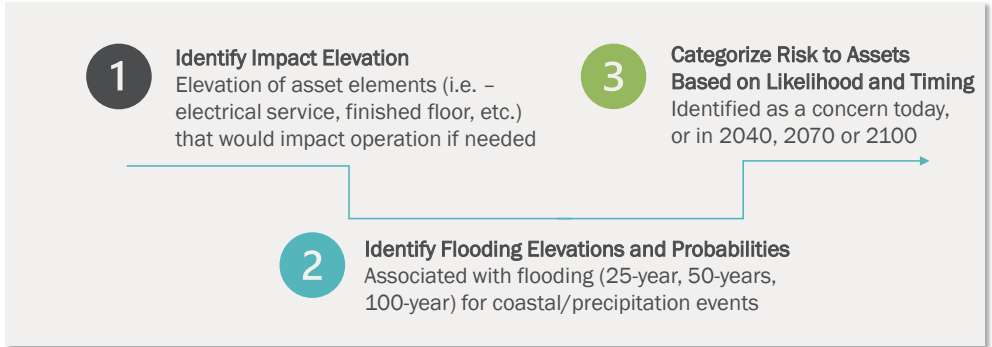 1
Identify Impact Elevation
Elevation of asset elements (i.e. –
electrical service, finished floor, etc.)
that would impact operation if needed
2
Identify Flooding Elevations and Probabilities
Associated with flooding (25-year, 50-years,
100-year) for coastal/precipitation events
3
Categorize Risk to Assets
Based on Likelihood and Timing
Identified as a concern today,
or in 2040, 2070 or 2100